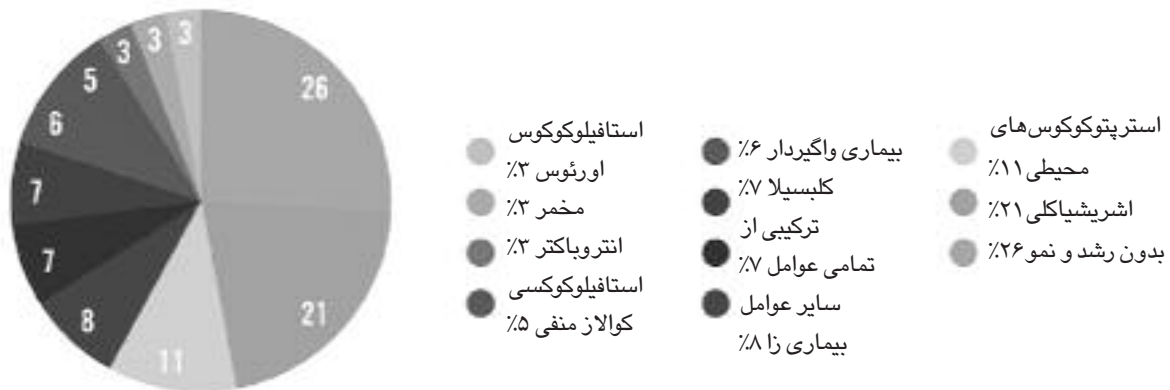 3
3
3
5
6
7
7
8
11
21
26
استرپتوکوکوس‌های
محیطی ۱۱٪
اشریشیاکلی ۲۱٪
بدون رشد و نمو ۲۶٪
بیماری واگیردار ۶٪
کلبسیلا ۷٪
ترکیبی از
تمامی عوامل ۷٪
سایر عوامل
بیماری زا ۸٪
استافیلوکوکوس
اورئوس ۳٪
مخمر ۳٪
انتروباکتر ۳٪
استافیلوکوکسی
کوالاز منفی ۵٪